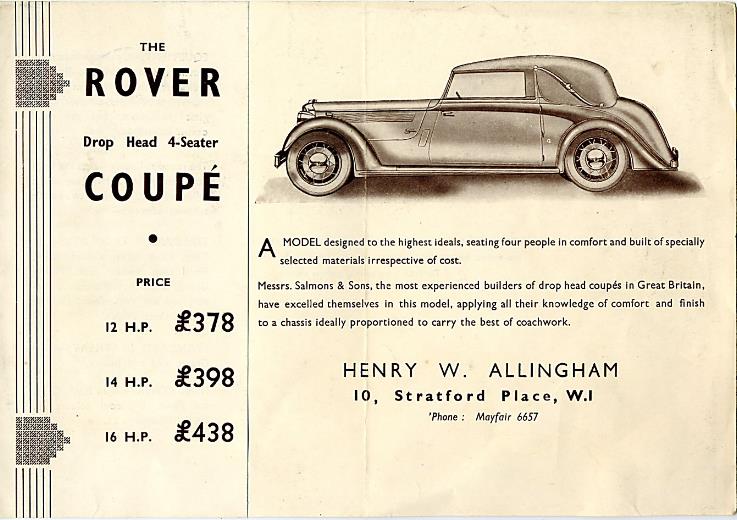 THE
ROVER
Drop Head 4-Seater
COUPÉ
PRICE
12 H.P. £378
14 H.P. £398
16 H.P. £438
A MODEL designed to the highest ideals, seating four people in comfort and built of specially
selected materials irrespective of cost.
Messrs. Salmons & Sons, the most experienced builders of drop head coupés in Great Britain,
have excelled themselves in this model, applying all their knowledge of comfort and finish
to a chassis ideally proportioned to carry the best of coachwork.
HENRY W. ALLINGHAM
10, Stratford Place, W.1
'Phone : Mayfair 6657